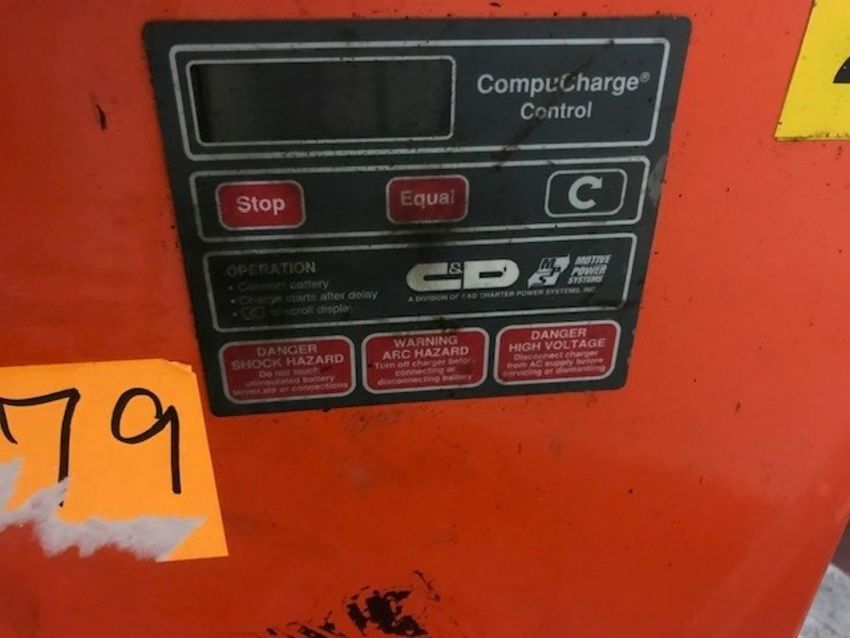 CompuCharge®
Control
Stop
Equal
OPERATION
• Connect battery
• Charge starts after delay
• C to scroll display
C&D
MPS
MOTIVE
POWER
SYSTEMS
A DIVISION OF C&D CHARTER POWER SYSTEMS, INC.
DANGER
SHOCK HAZARD
Do not touch
uninsulated battery
terminals or connections
WARNING
ARC HAZARD
Turn off charger before
connecting or
disconnecting battery
DANGER
HIGH VOLTAGE
Disconnect charger
from AC supply before
servicing or dismantling
79